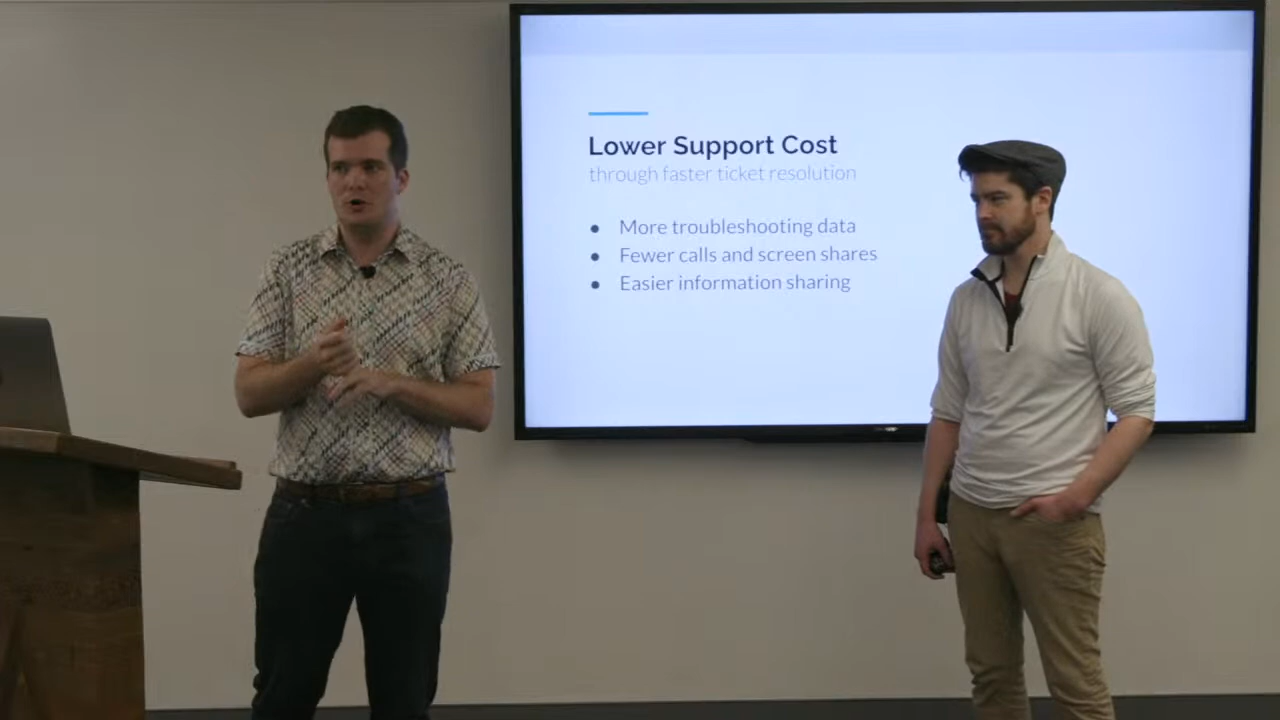 Lower Support Cost
through faster ticket resolution
● More troubleshooting data
● Fewer calls and screen shares
● Easier information sharing